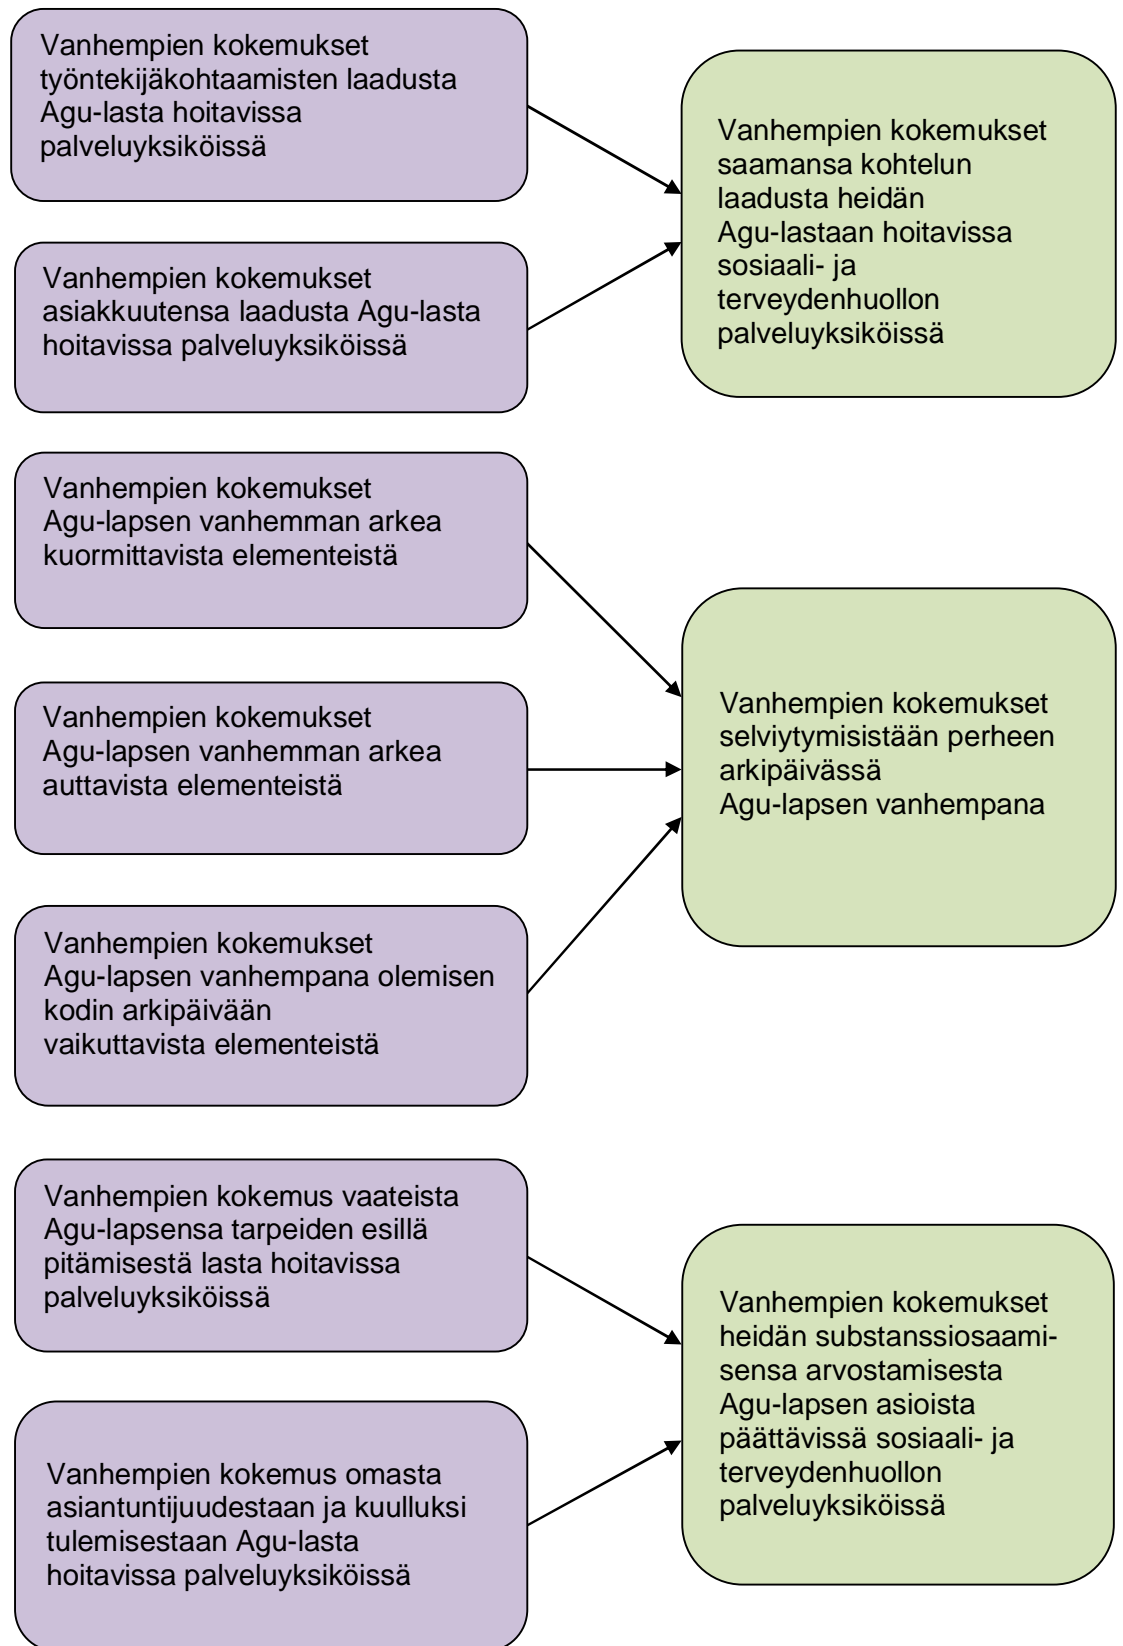 Vanhempien kokemukset
työntekijäkohtaamisten laadusta
Agu-lasta hoitavissa
palveluyksiköissä
Vanhempien kokemukset
saamansa kohtelun
laadusta heidän
Agu-lastaan hoitavissa
sosiaali- ja
terveydenhuollon
palveluyksiköissä
Vanhempien kokemukset
asiakkuutensa laadusta Agu-lasta
hoitavissa palveluyksiköissä
Vanhempien kokemukset
Agu-lapsen vanhemman arkea
kuormittavista elementeistä
Vanhempien kokemukset
Agu-lapsen vanhemman arkea
auttavista elementeistä
Vanhempien kokemukset
selviytymisistään perheen
arkipäivässä
Agu-lapsen vanhempana
Vanhempien kokemukset
Agu-lapsen vanhempana olemisen
kodin arkipäivään
vaikuttavista elementeistä
Vanhempien kokemus vaateista
Agu-lapsensa tarpeiden esillä
pitämisestä lasta hoitavissa
palveluyksiköissä
Vanhempien kokemukset
heidän substanssiosaami-
sensa arvostamisesta
Agu-lapsen asioista
päättävissä sosiaali- ja
terveydenhuollon
palveluyksiköissä
Vanhempien kokemus omasta
asiantuntijuudestaan ja kuulluksi
tulemisestaan Agu-lasta
hoitavissa palveluyksiköissä